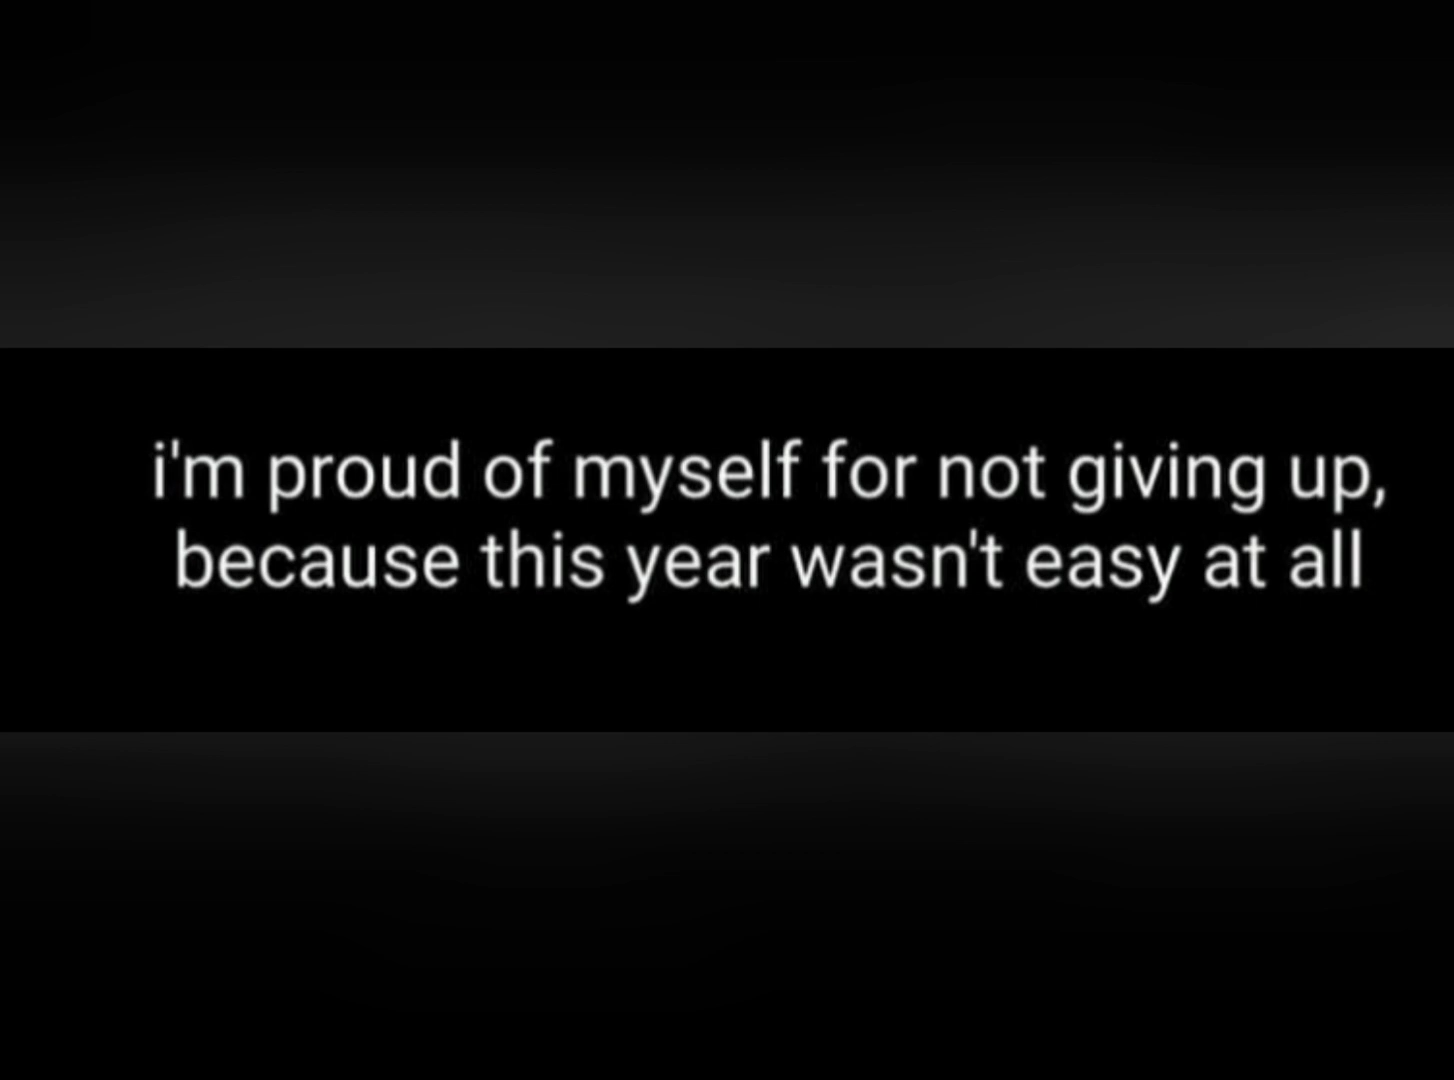 i'm proud of myself for not giving up,
because this year wasn't easy at all